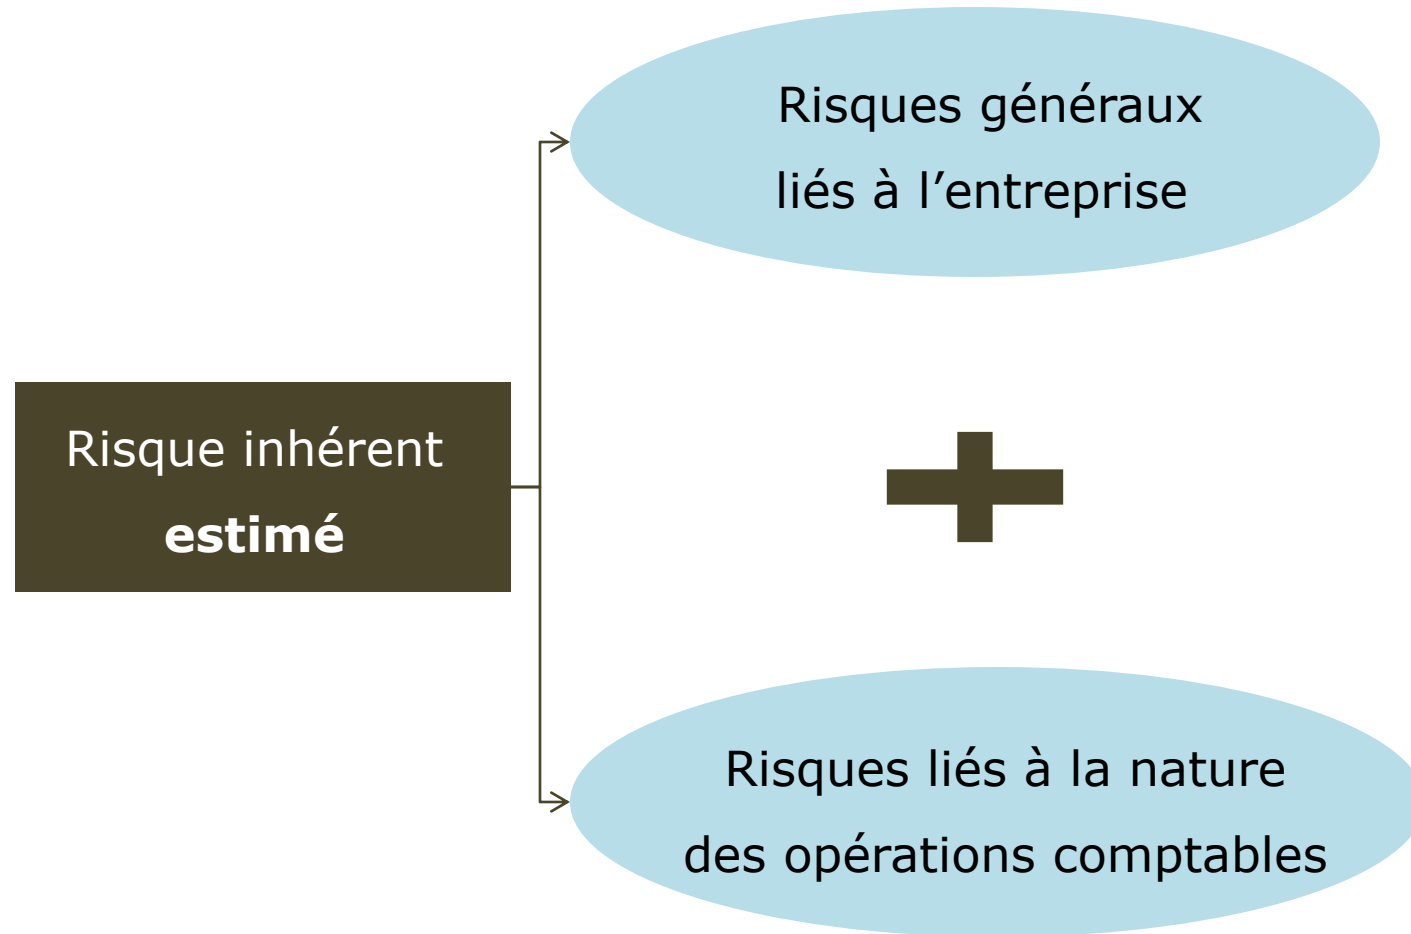 Risques généraux
liés à l’entreprise
Risque inhérent
estimé
Risques liés à la nature
des opérations comptables